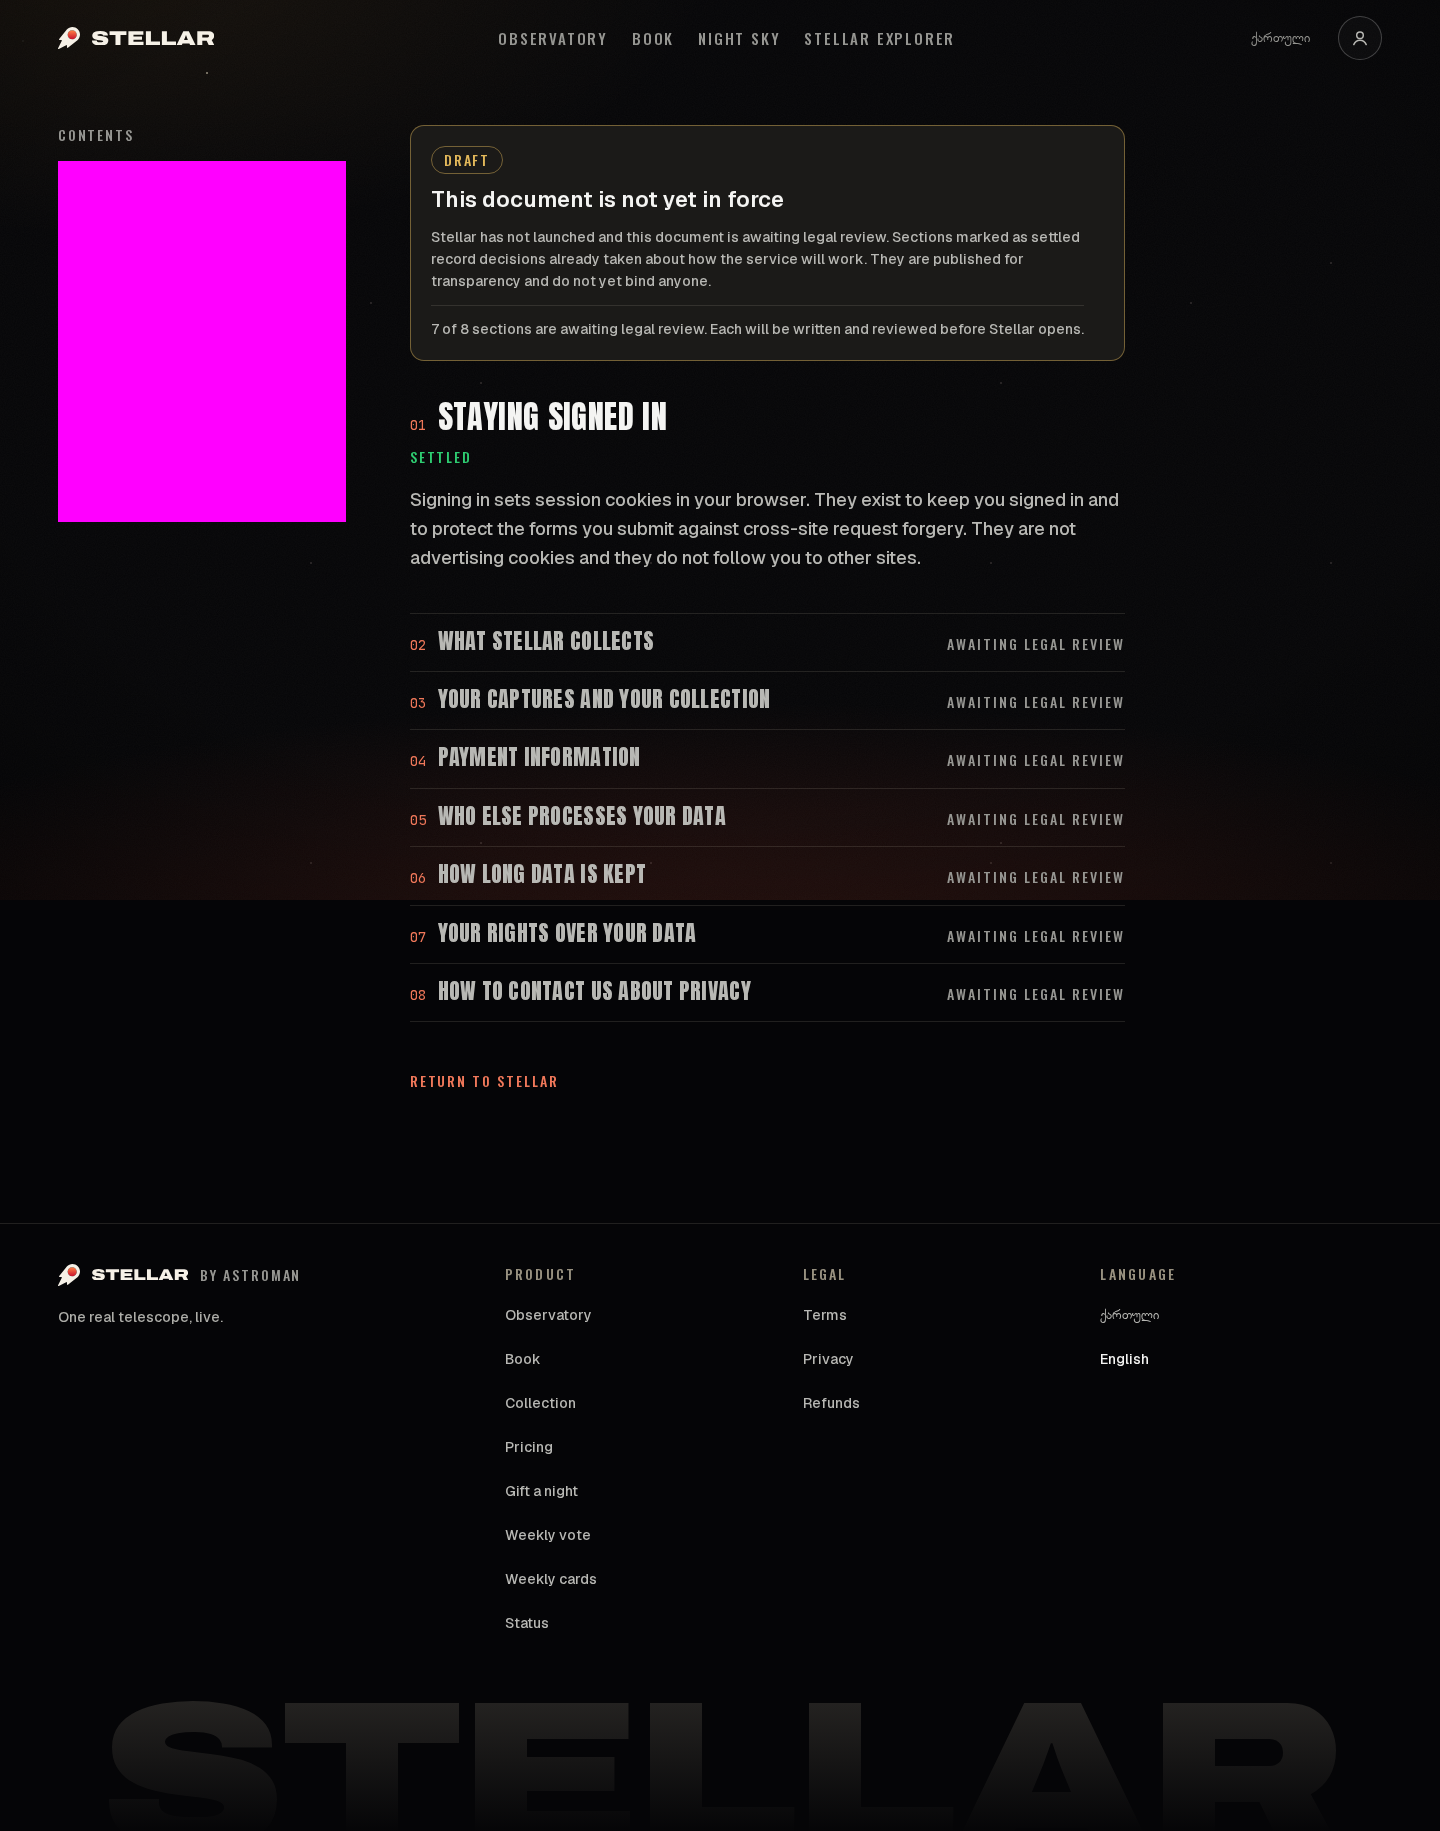 STELLAR
OBSERVATORY BOOK NIGHT SKY STELLAR EXPLORER
ქართული
CONTENTS
DRAFT
This document is not yet in force
Stellar has not launched and this document is awaiting legal review. Sections marked as settled
record decisions already taken about how the service will work. They are published for
transparency and do not yet bind anyone.
7 of 8 sections are awaiting legal review. Each will be written and reviewed before Stellar opens.
01 STAYING SIGNED IN
SETTLED
Signing in sets session cookies in your browser. They exist to keep you signed in and
to protect the forms you submit against cross-site request forgery. They are not
advertising cookies and they do not follow you to other sites.
02 WHAT STELLAR COLLECTS AWAITING LEGAL REVIEW
03 YOUR CAPTURES AND YOUR COLLECTION AWAITING LEGAL REVIEW
04 PAYMENT INFORMATION AWAITING LEGAL REVIEW
05 WHO ELSE PROCESSES YOUR DATA AWAITING LEGAL REVIEW
06 HOW LONG DATA IS KEPT AWAITING LEGAL REVIEW
07 YOUR RIGHTS OVER YOUR DATA AWAITING LEGAL REVIEW
08 HOW TO CONTACT US ABOUT PRIVACY AWAITING LEGAL REVIEW
RETURN TO STELLAR
STELLAR BY ASTROMAN
One real telescope, live.
PRODUCT
Observatory
Book
Collection
Pricing
Gift a night
Weekly vote
Weekly cards
Status
LEGAL
Terms
Privacy
Refunds
LANGUAGE
ქართული
English
STELLAR